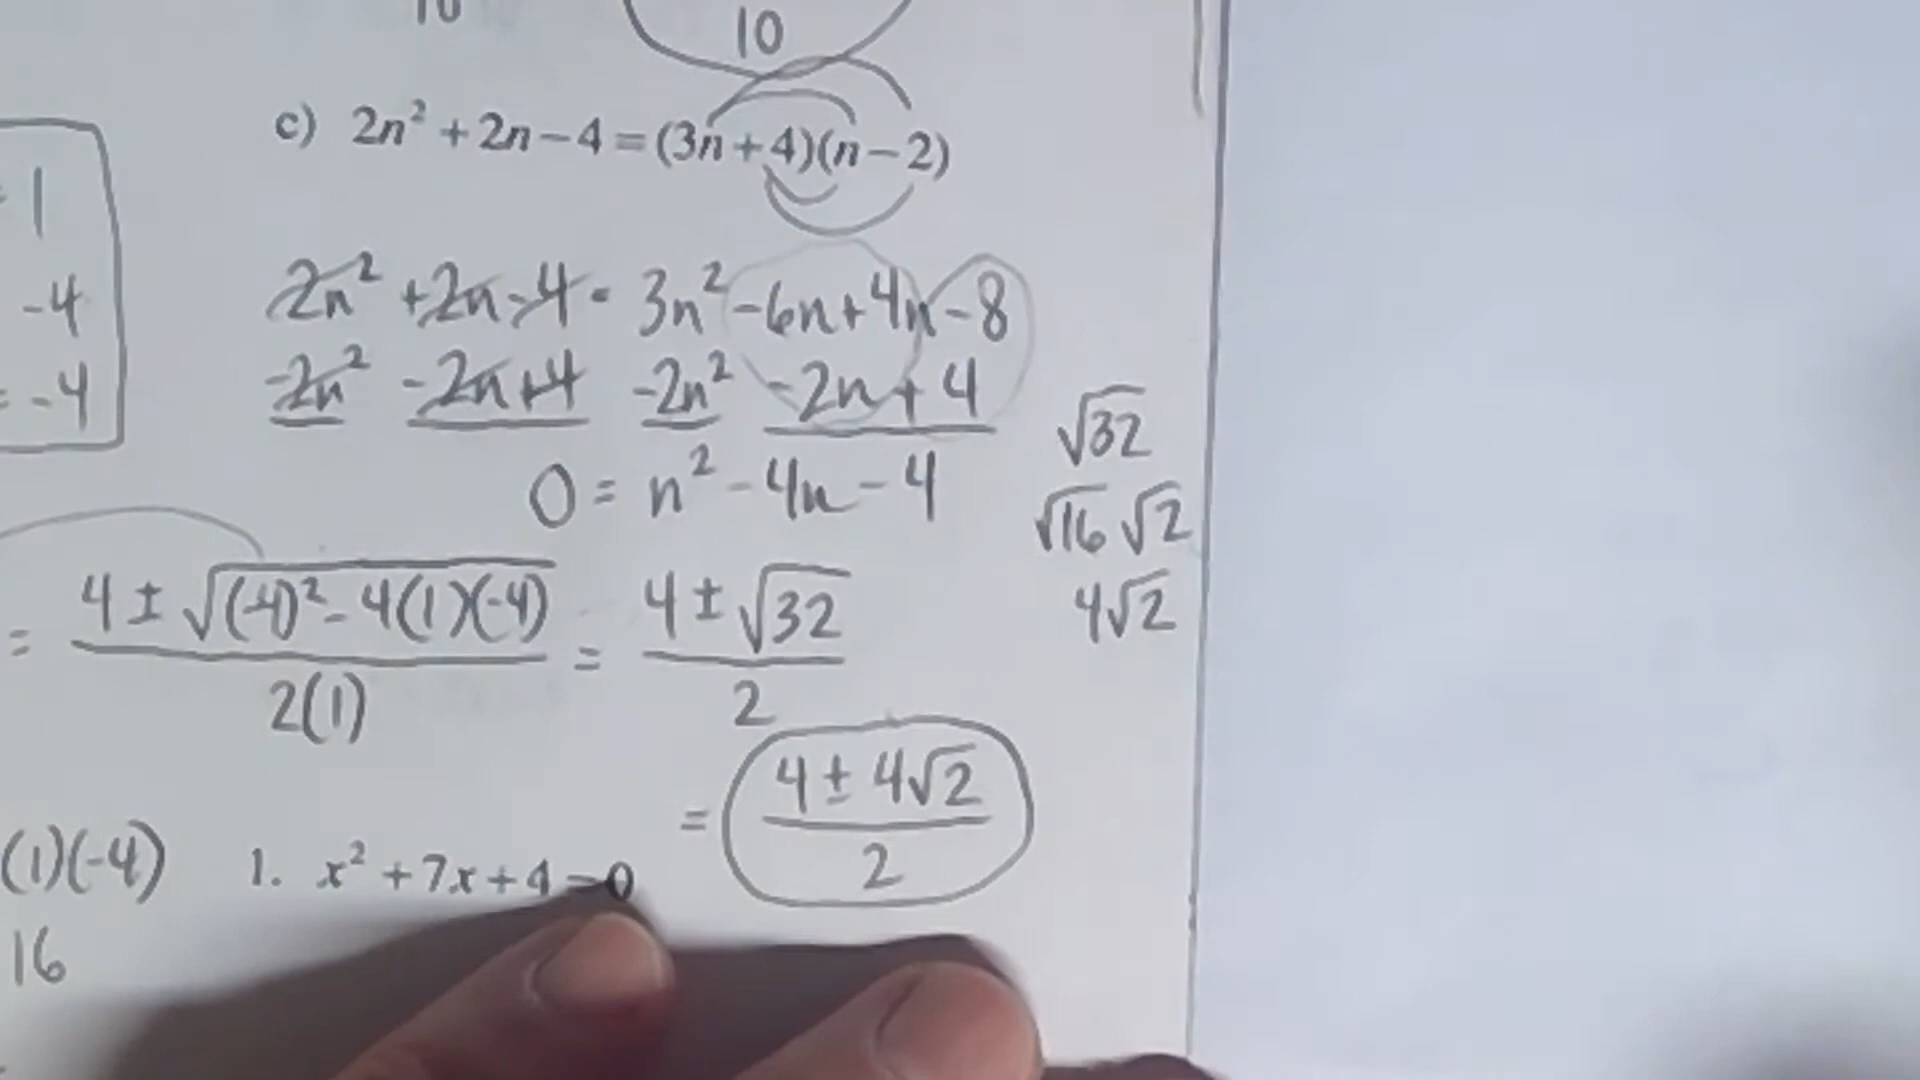 10
c) 2n² + 2n − 4 = (3n + 4)(n − 2)
= 1
-4
= -4
2n² + 2n - 4 = 3n² - 6n + 4n - 8
-2n² - 2n + 4 -2n² - 2n + 4
0 = n² - 4n - 4
√32
√16 √2
4√2
= 4 ± √(-4)² - 4(1)(-4) / 2(1) = 4 ± √32 / 2
= 4 ± 4√2 / 2
(1)(-4)
16
1. x² + 7x + 4 = 0